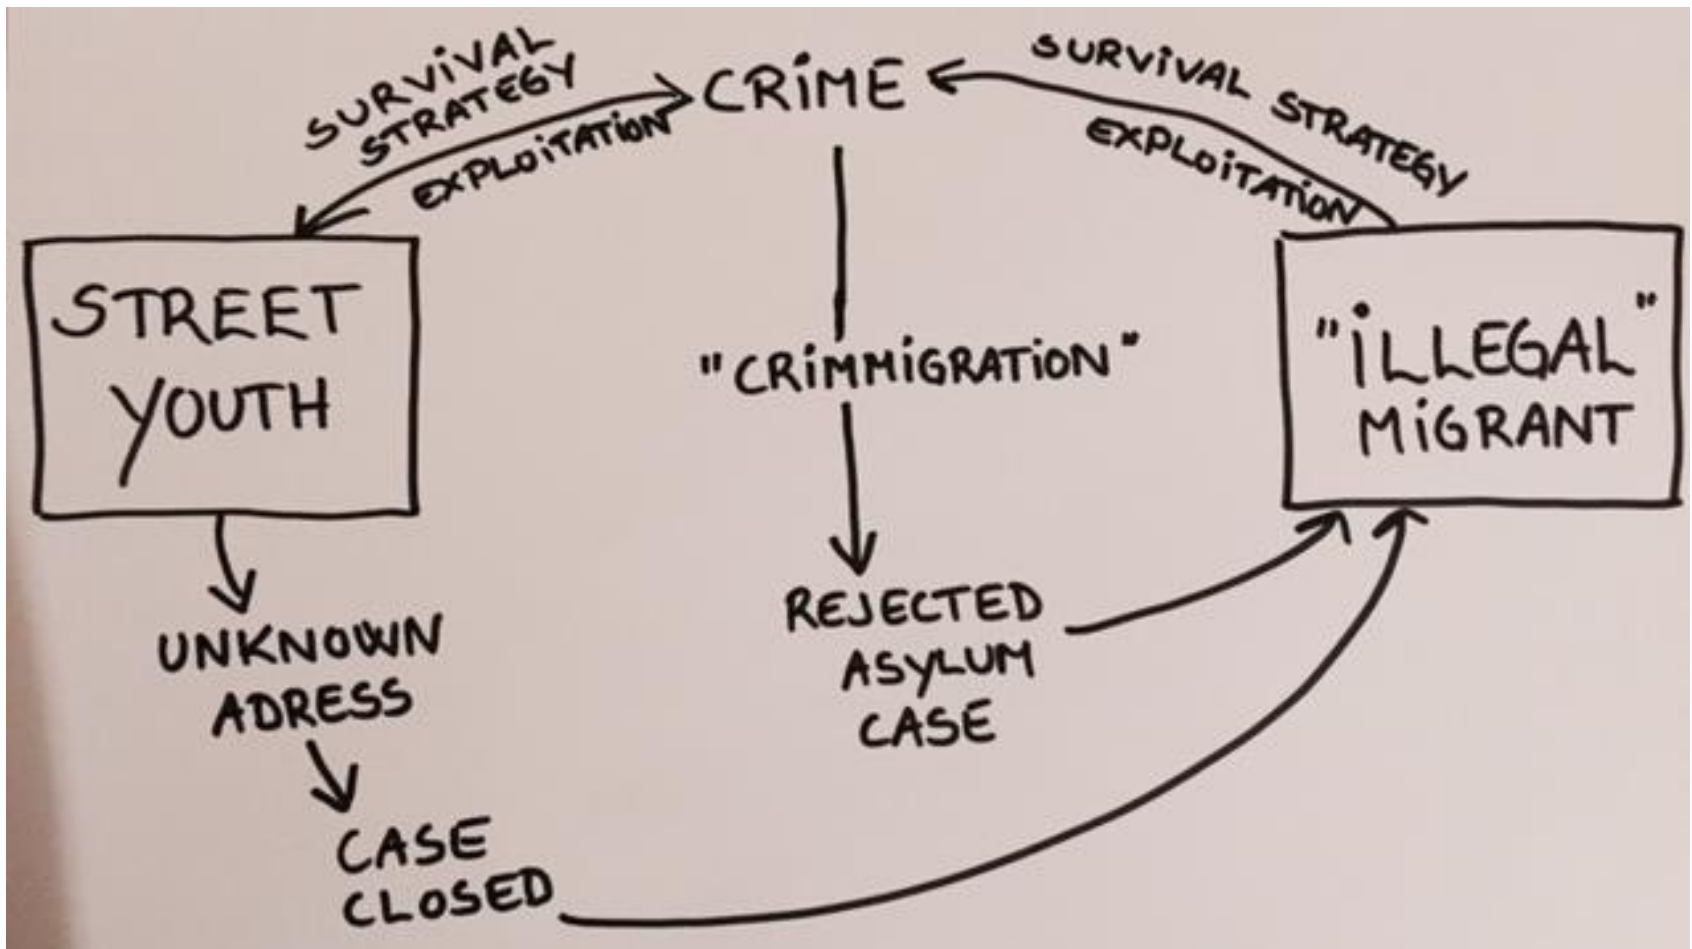 SURVIVAL
STRATEGY
EXPLOITATION
CRIME
SURVIVAL STRATEGY
EXPLOITATION
STREET
YOUTH
"CRIMMIGRATION"
"ILLEGAL"
MIGRANT
UNKNOWN
ADRESS
CASE
CLOSED
REJECTED
ASYLUM
CASE